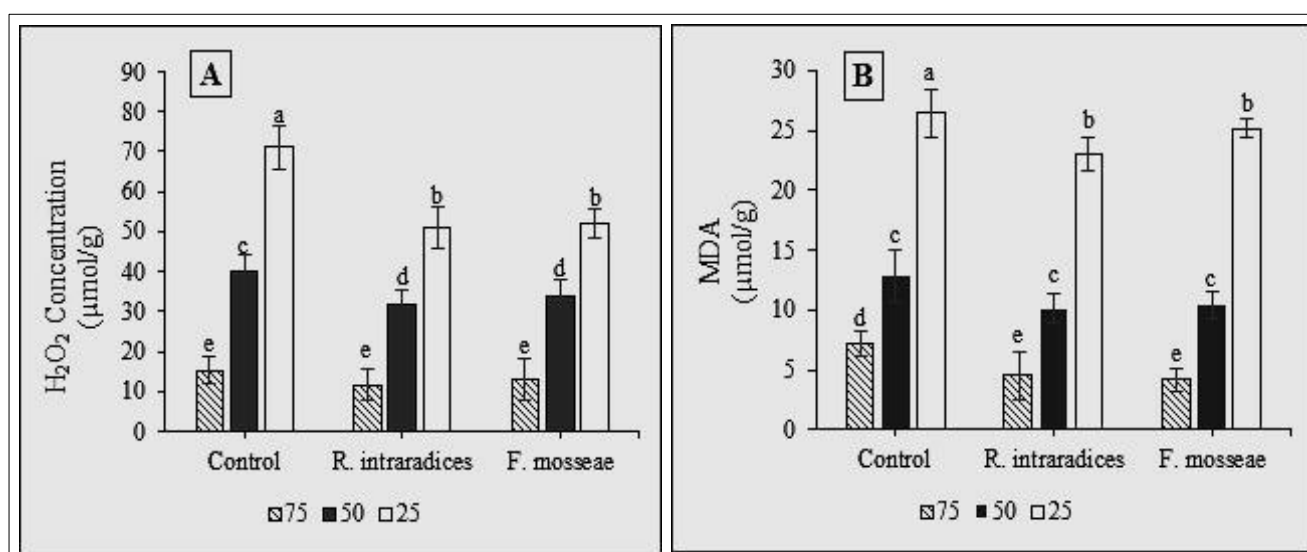 A
H₂O₂ Concentration
(µmol/g)
90
80
70
60
50
40
30
20
10
0
e
c
a
e
d
b
e
d
b
Control R. intraradices F. mosseae
75 50 25
B
MDA
(µmol/g)
30
25
20
15
10
5
0
d
c
a
e
c
b
e
c
b
Control R. intraradices F. mosseae
75 50 25